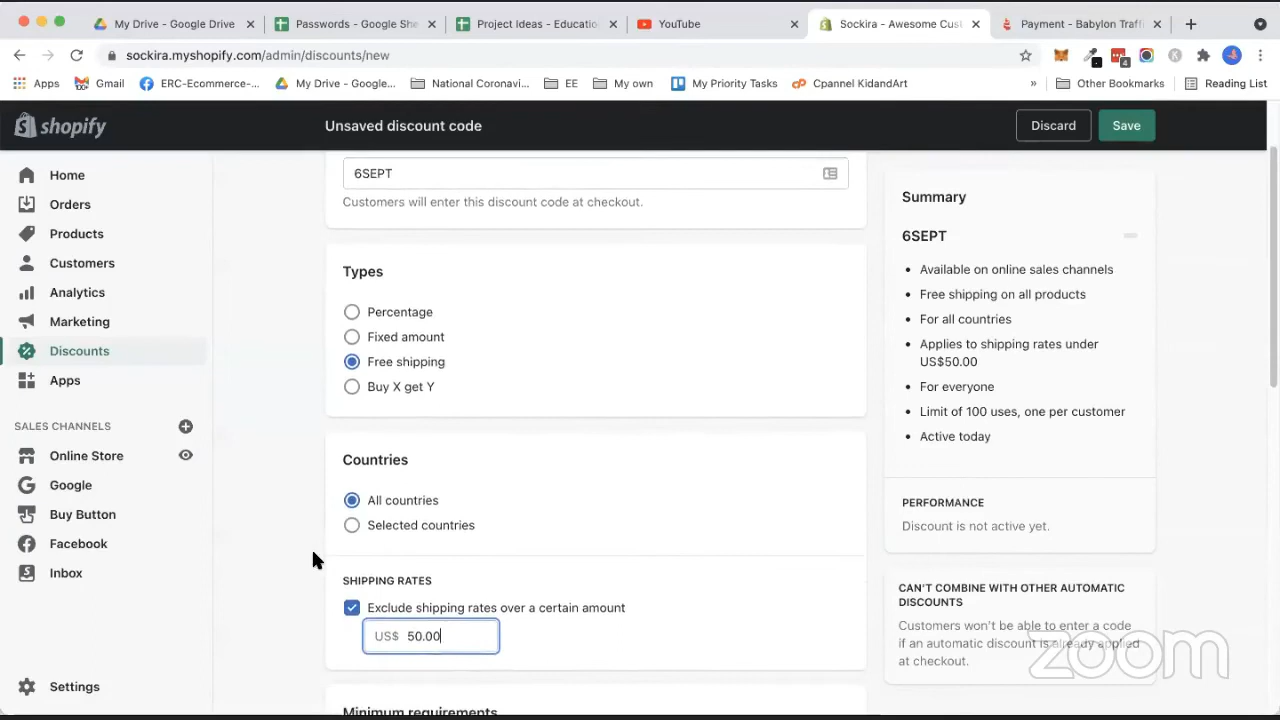 My Drive - Google Drive
Passwords - Google She
Project Ideas - Educatio
YouTube
Sockira - Awesome Cus
Payment - Babylon Traffi
sockira.myshopify.com/admin/discounts/new
4
Apps
Gmail
ERC-Ecommerce-...
My Drive - Google...
National Coronavi...
EE
My own
My Priority Tasks
Cpannel KidandArt
»
Other Bookmarks
Reading List
shopify
Unsaved discount code
Discard
Save
Home
Orders
Products
Customers
Analytics
Marketing
Discounts
Apps
SALES CHANNELS
Online Store
Google
Buy Button
Facebook
Inbox
Settings
6SEPT
Customers will enter this discount code at checkout.
Types
Percentage
Fixed amount
Free shipping
Buy X get Y
Countries
All countries
Selected countries
SHIPPING RATES
Exclude shipping rates over a certain amount
US$ 50.00
Minimum requirements
Summary
6SEPT
• Available on online sales channels
• Free shipping on all products
• For all countries
• Applies to shipping rates under
US$50.00
• For everyone
• Limit of 100 uses, one per customer
• Active today
PERFORMANCE
Discount is not active yet.
CAN'T COMBINE WITH OTHER AUTOMATIC
DISCOUNTS
Customers won't be able to enter a code
if an automatic discount is already applied
at checkout.
zoom